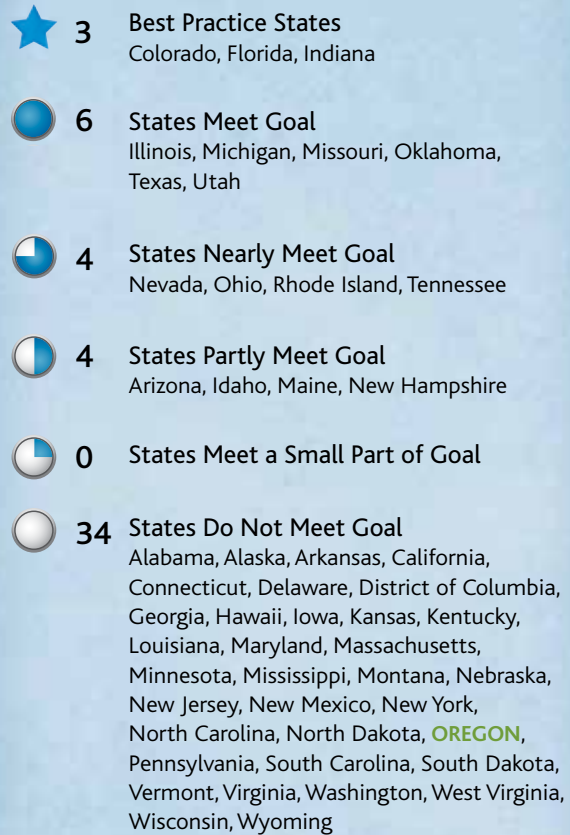 3 Best Practice States
Colorado, Florida, Indiana
6 States Meet Goal
Illinois, Michigan, Missouri, Oklahoma,
Texas, Utah
4 States Nearly Meet Goal
Nevada, Ohio, Rhode Island, Tennessee
4 States Partly Meet Goal
Arizona, Idaho, Maine, New Hampshire
0 States Meet a Small Part of Goal
34 States Do Not Meet Goal
Alabama, Alaska, Arkansas, California,
Connecticut, Delaware, District of Columbia,
Georgia, Hawaii, Iowa, Kansas, Kentucky,
Louisiana, Maryland, Massachusetts,
Minnesota, Mississippi, Montana, Nebraska,
New Jersey, New Mexico, New York,
North Carolina, North Dakota, OREGON,
Pennsylvania, South Carolina, South Dakota,
Vermont, Virginia, Washington, West Virginia,
Wisconsin, Wyoming